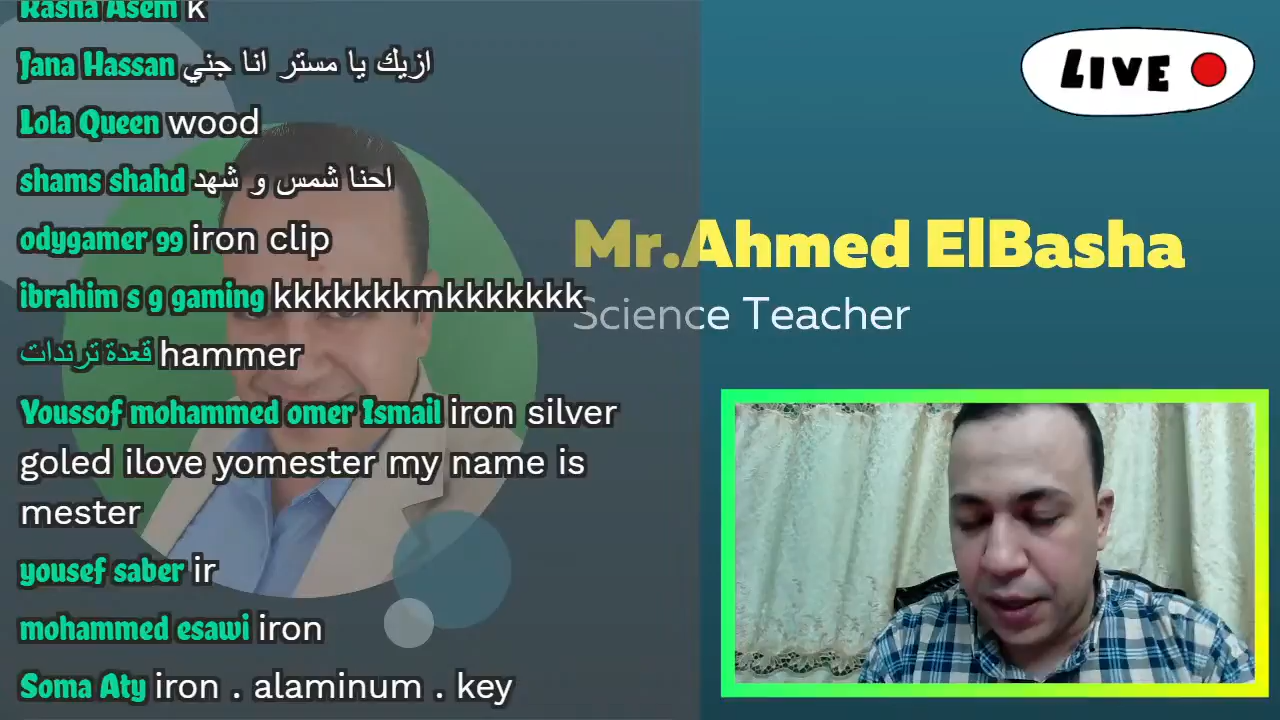 Rasha Asem k
Jana Hassan ازيك يا مستر انا جني
Lola Queen wood
shams shahd احنا شمس و شهد
odygamer 99 iron clip
ibrahim s g gaming kkkkkkkmkkkkkkk
قعدة ترندات hammer
Youssof mohammed omer Ismail iron silver
goled ilove yomester my name is
mester
yousef saber ir
mohammed esawi iron
Soma Aty iron . alaminum . key
LIVE
Mr.Ahmed ElBasha
Science Teacher